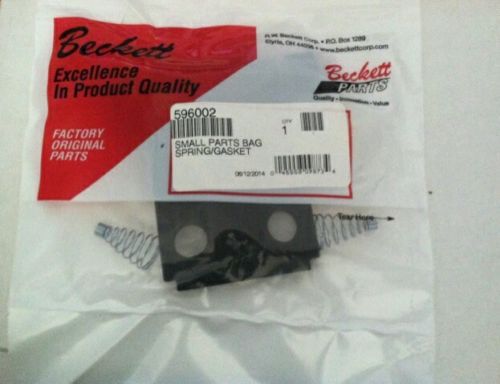 Beckett
Excellence
In Product Quality
FACTORY
ORIGINAL
PARTS
R.W. Beckett Corp. • P.O. Box 1289
Elyria, OH 44036 • www.beckettcorp.com
Beckett
PARTS
Quality • Innovation • Value
596002
QTY
1
SMALL PARTS BAG
SPRING/GASKET
08/12/2014
Tear Here